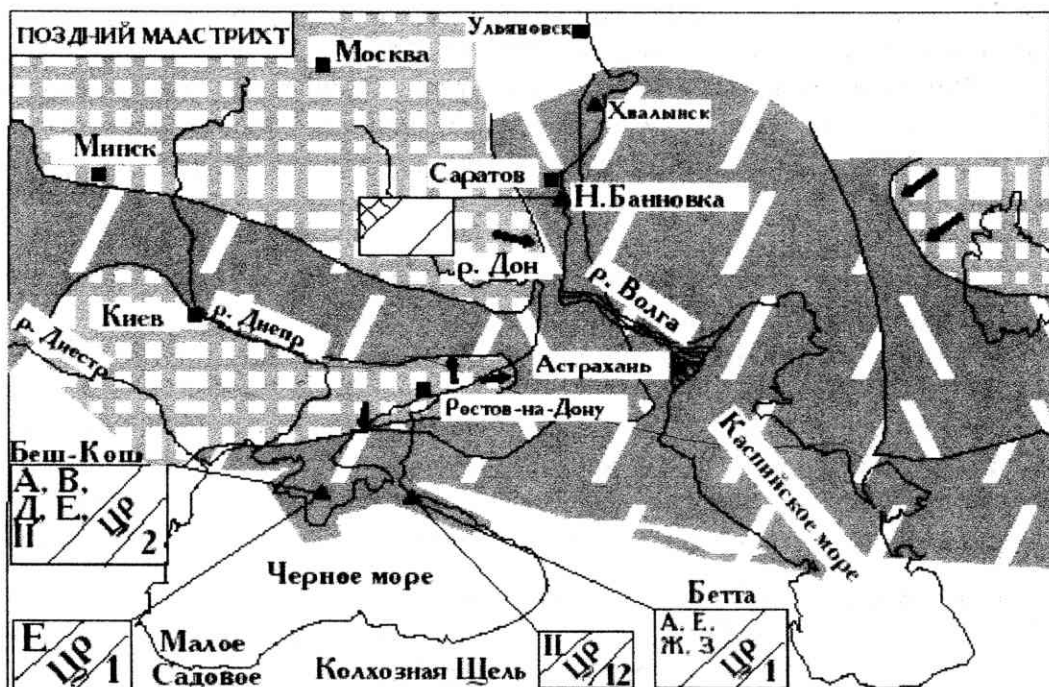 ПОЗДНИЙ МААСТРИХТ
Ульяновск
Москва
Хвалынск
Минск
Саратов
Н. Банновка
р. Дон
р. Волга
Киев
р. Днепр
р. Днестр
Астрахань
Ростов-на-Дону
Каспийское море
Беш-Кош
А, В,
Д, Е,
П
ЦР
2
Черное море
Бетта
А. Е.
Ж. З
ЦР
1
Е
ЦР
1
Малое
Садовое
Колхозная Щель
П
ЦР
12